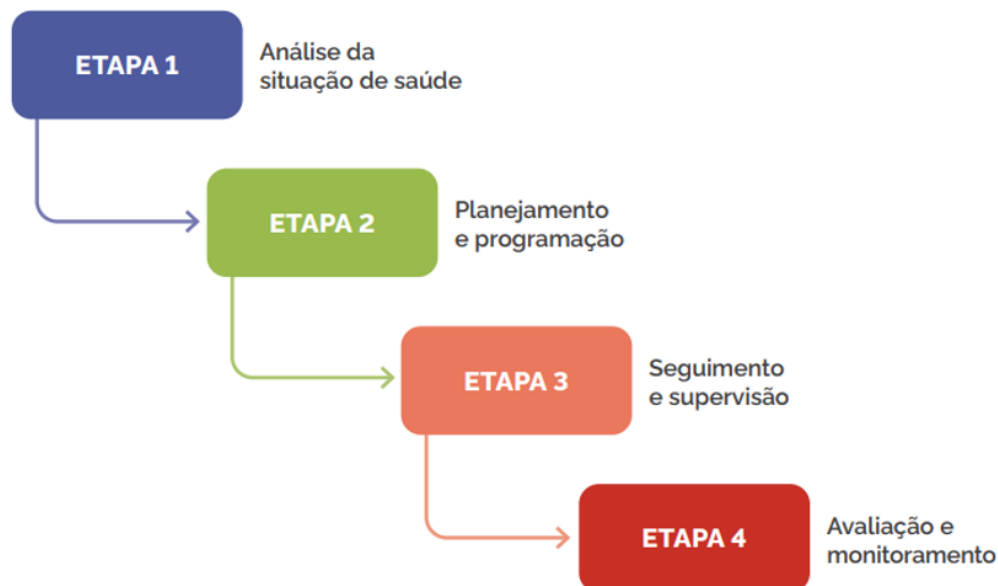 ETAPA 1
Análise da
situação de saúde
ETAPA 2
Planejamento
e programação
ETAPA 3
Seguimento
e supervisão
ETAPA 4
Avaliação e
monitoramento